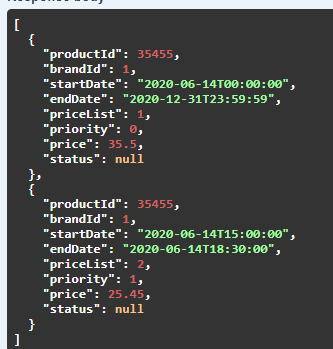 Response body
[
  {
    "productId": 35455,
    "brandId": 1,
    "startDate": "2020-06-14T00:00:00",
    "endDate": "2020-12-31T23:59:59",
    "priceList": 1,
    "priority": 0,
    "price": 35.5,
    "status": null
  },
  {
    "productId": 35455,
    "brandId": 1,
    "startDate": "2020-06-14T15:00:00",
    "endDate": "2020-06-14T18:30:00",
    "priceList": 2,
    "priority": 1,
    "price": 25.45,
    "status": null
  }
]